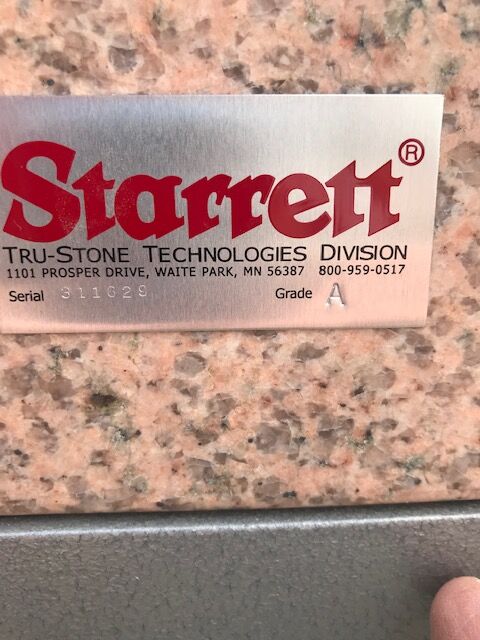 Starrett®
TRU-STONE TECHNOLOGIES DIVISION
1101 PROSPER DRIVE, WAITE PARK, MN 56387 800-959-0517
Serial 311629 Grade A